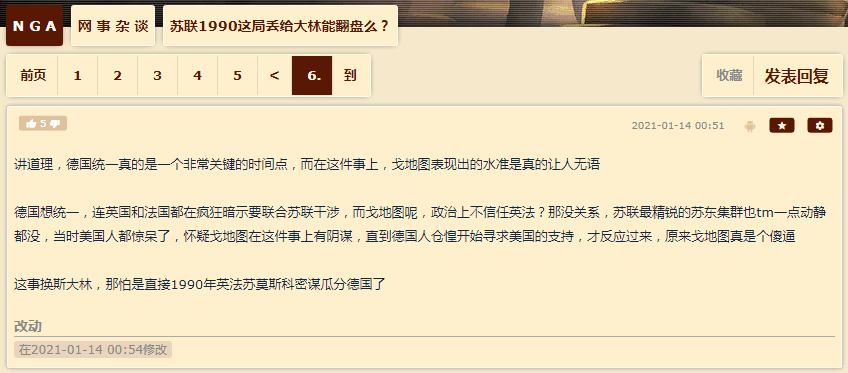 NGA
网事杂谈
苏联1990这局丢给大林能翻盘么？
前页 1 2 3 4 5 < 6. 到
收藏 发表回复
5
2021-01-14 00:51
讲道理，德国统一真的是一个非常关键的时间点，而在这件事上，戈地图表现出的水准是真的让人无语
德国想统一，连英国和法国都在疯狂暗示要联合苏联干涉，而戈地图呢，政治上不信任英法？那没关系，苏联最精锐的苏东集群也tm一点动静
都没，当时美国人都惊呆了，怀疑戈地图在这件事上有阴谋，直到德国人仓惶开始寻求美国的支持，才反应过来，原来戈地图真是个傻逼
这事换斯大林，那怕是直接1990年英法苏莫斯科密谋瓜分德国了
改动
在2021-01-14 00:54修改